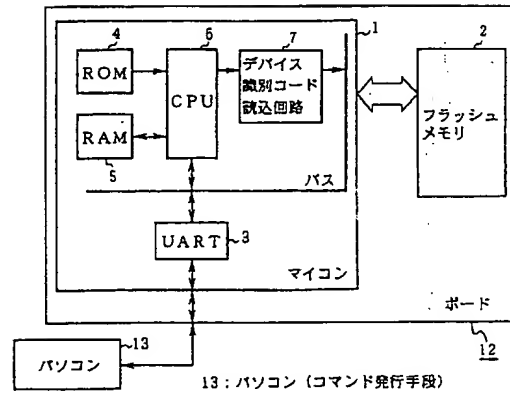 4
6
7
1
2
ROM
CPU
デバイス
識別コード
読込回路
フラッシュ
メモリ
RAM
5
バス
UART
3
マイコン
ボード
13
12
パソコン
13:パソコン(コマンド発行手段)